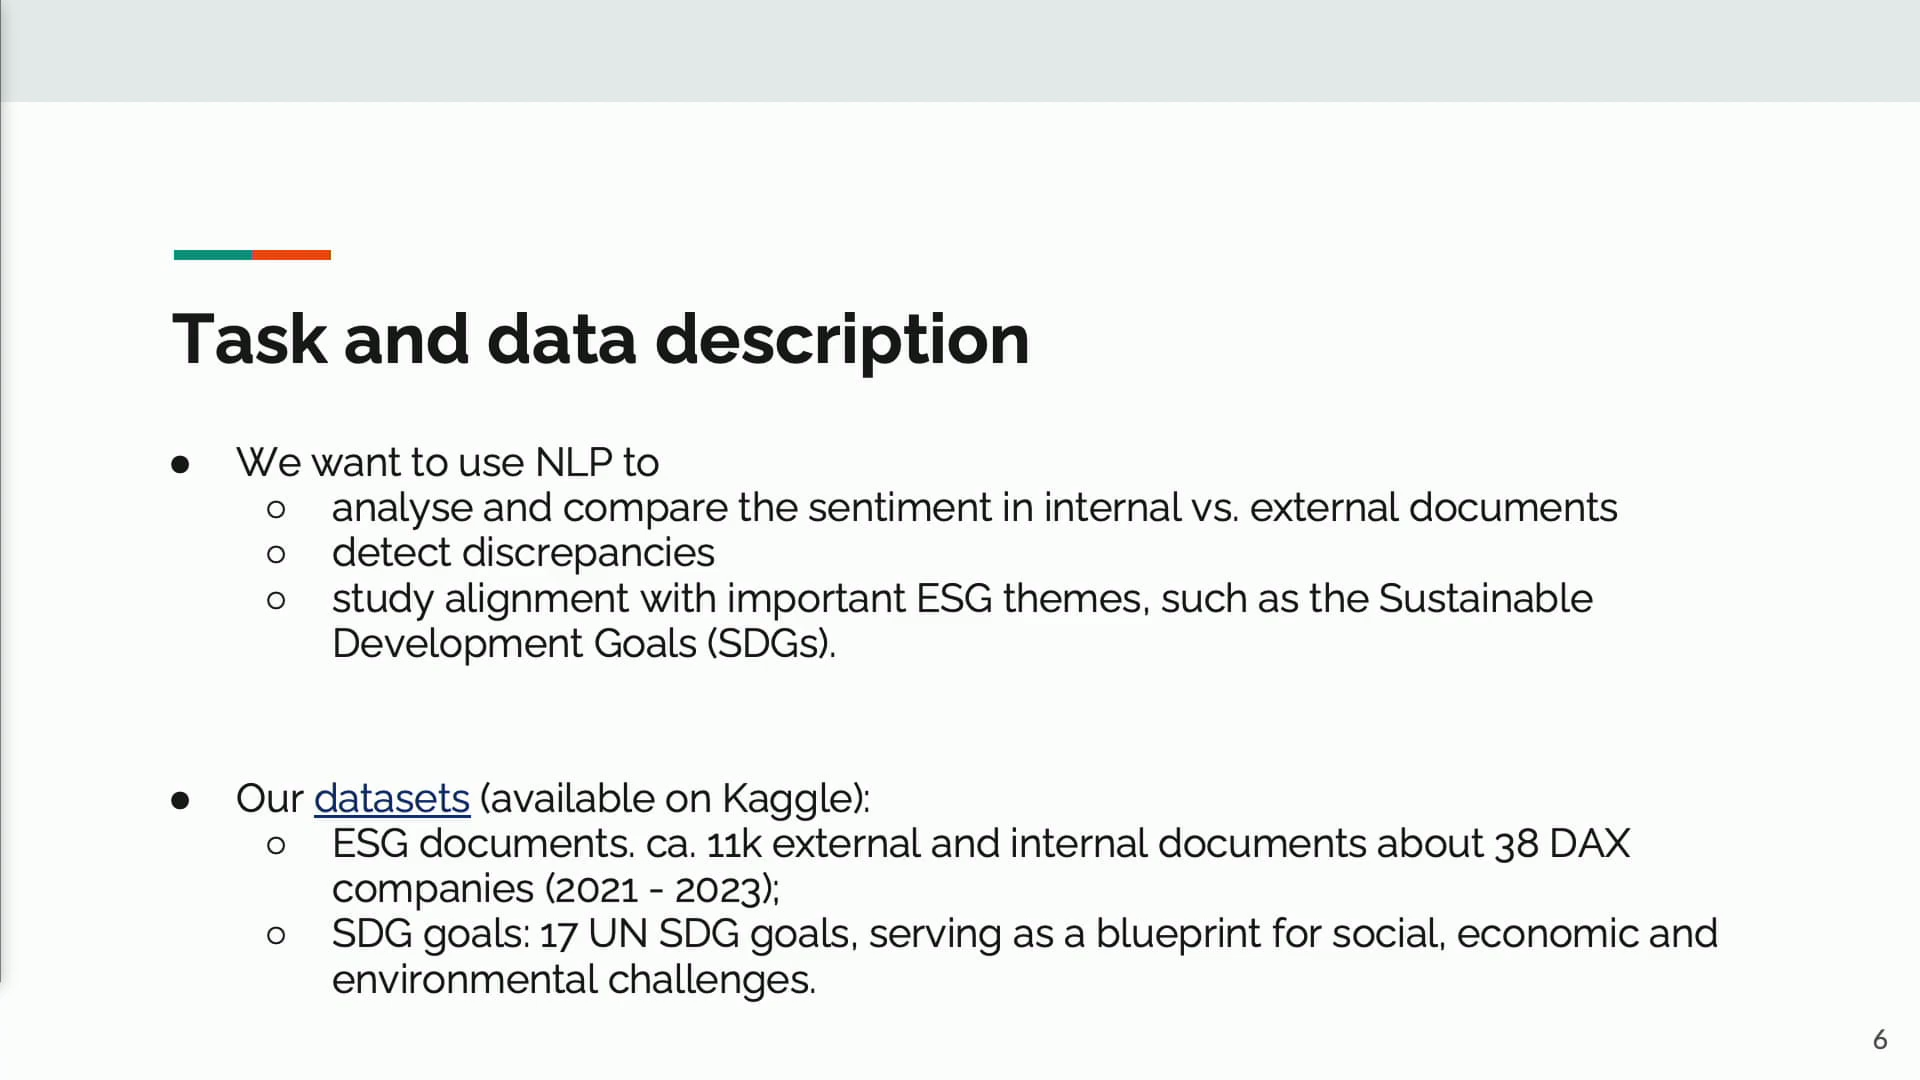 Task and data description
● We want to use NLP to
○ analyse and compare the sentiment in internal vs. external documents
○ detect discrepancies
○ study alignment with important ESG themes, such as the Sustainable
Development Goals (SDGs).
● Our datasets (available on Kaggle):
○ ESG documents. ca. 11k external and internal documents about 38 DAX
companies (2021 - 2023);
○ SDG goals: 17 UN SDG goals, serving as a blueprint for social, economic and
environmental challenges.
6